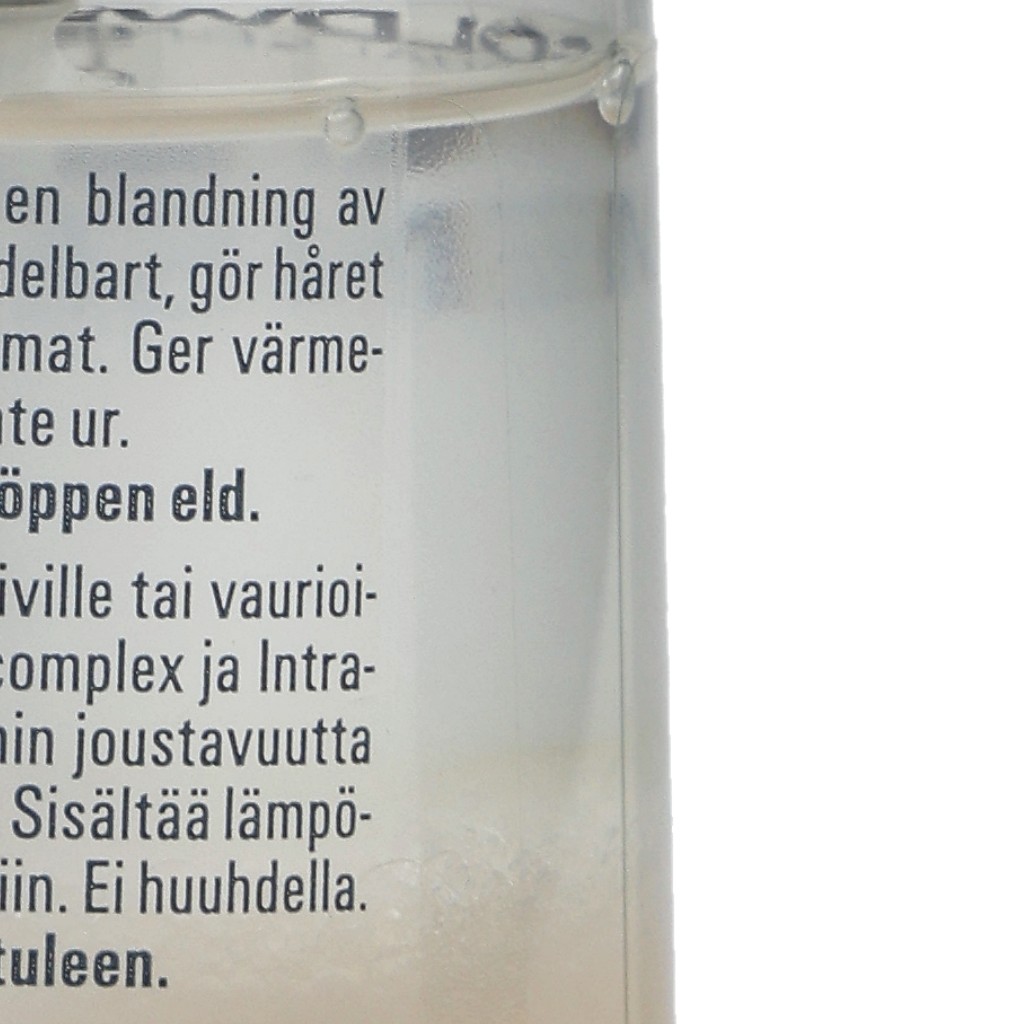 en blandning av
delbart, gör håret
mat. Ger värme-
te ur.
öppen eld.
iville tai vaurioi-
complex ja Intra-
in joustavuutta
Sisältää lämpö-
iin. Ei huuhdella.
tuleen.